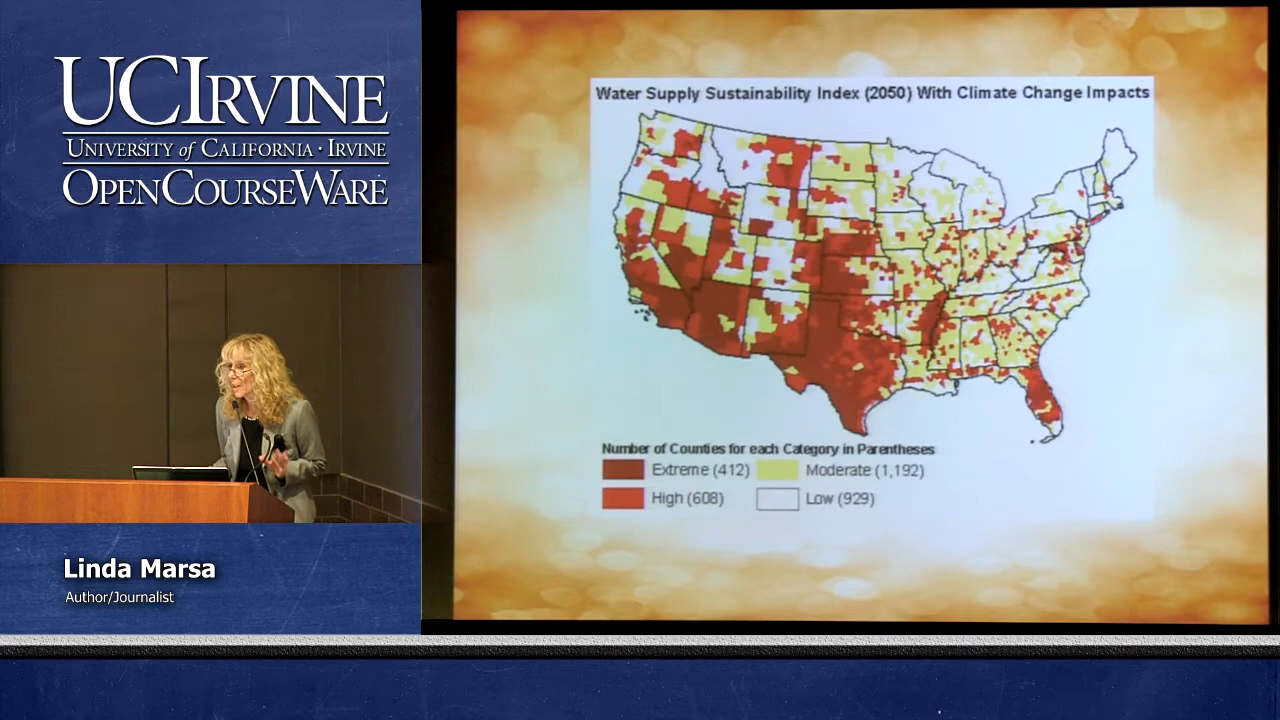 UCIRVINE
UNIVERSITY of CALIFORNIA · IRVINE
OPENCOURSEWARE
Linda Marsa
Author/Journalist
Water Supply Sustainability Index (2050) With Climate Change Impacts
Number of Counties for each Category in Parentheses
Extreme (412)
Moderate (1,192)
High (608)
Low (929)